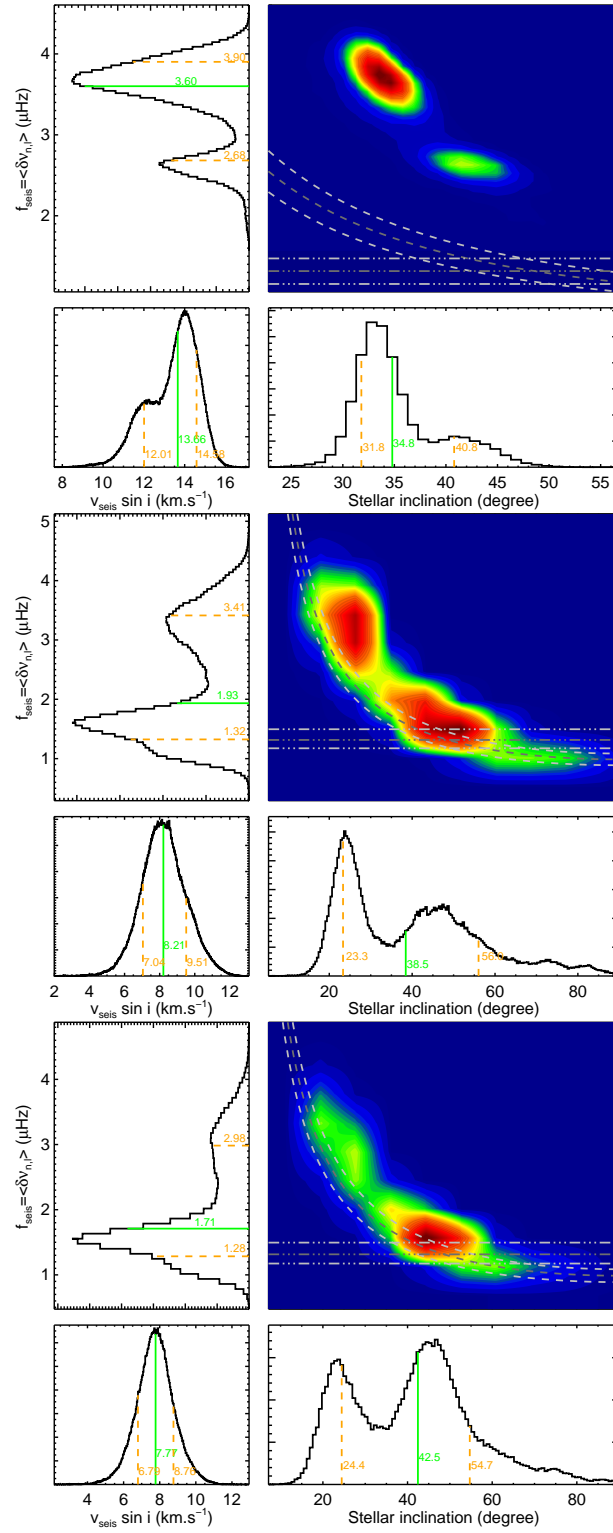 f_seis=<δν_n,l> (μHz)
4
3
2
3.90
3.60
2.68
12.01
13.68
14.58
8 10 12 14 16
v_seis sin i (km.s⁻¹)
31.8
34.8
40.8
25 30 35 40 45 50 55
Stellar inclination (degree)
f_seis=<δν_n,l> (μHz)
5
4
3
2
1
3.41
1.93
1.32
7.04
8.21
9.51
2 4 6 8 10 12
v_seis sin i (km.s⁻¹)
23.3
38.5
20 40 60 80
Stellar inclination (degree)
f_seis=<δν_n,l> (μHz)
4
3
2
1
2.98
1.71
1.28
6.79
7.77
8.76
4 6 8 10 12
v_seis sin i (km.s⁻¹)
24.4
42.5
54.7
20 40 60 80
Stellar inclination (degree)